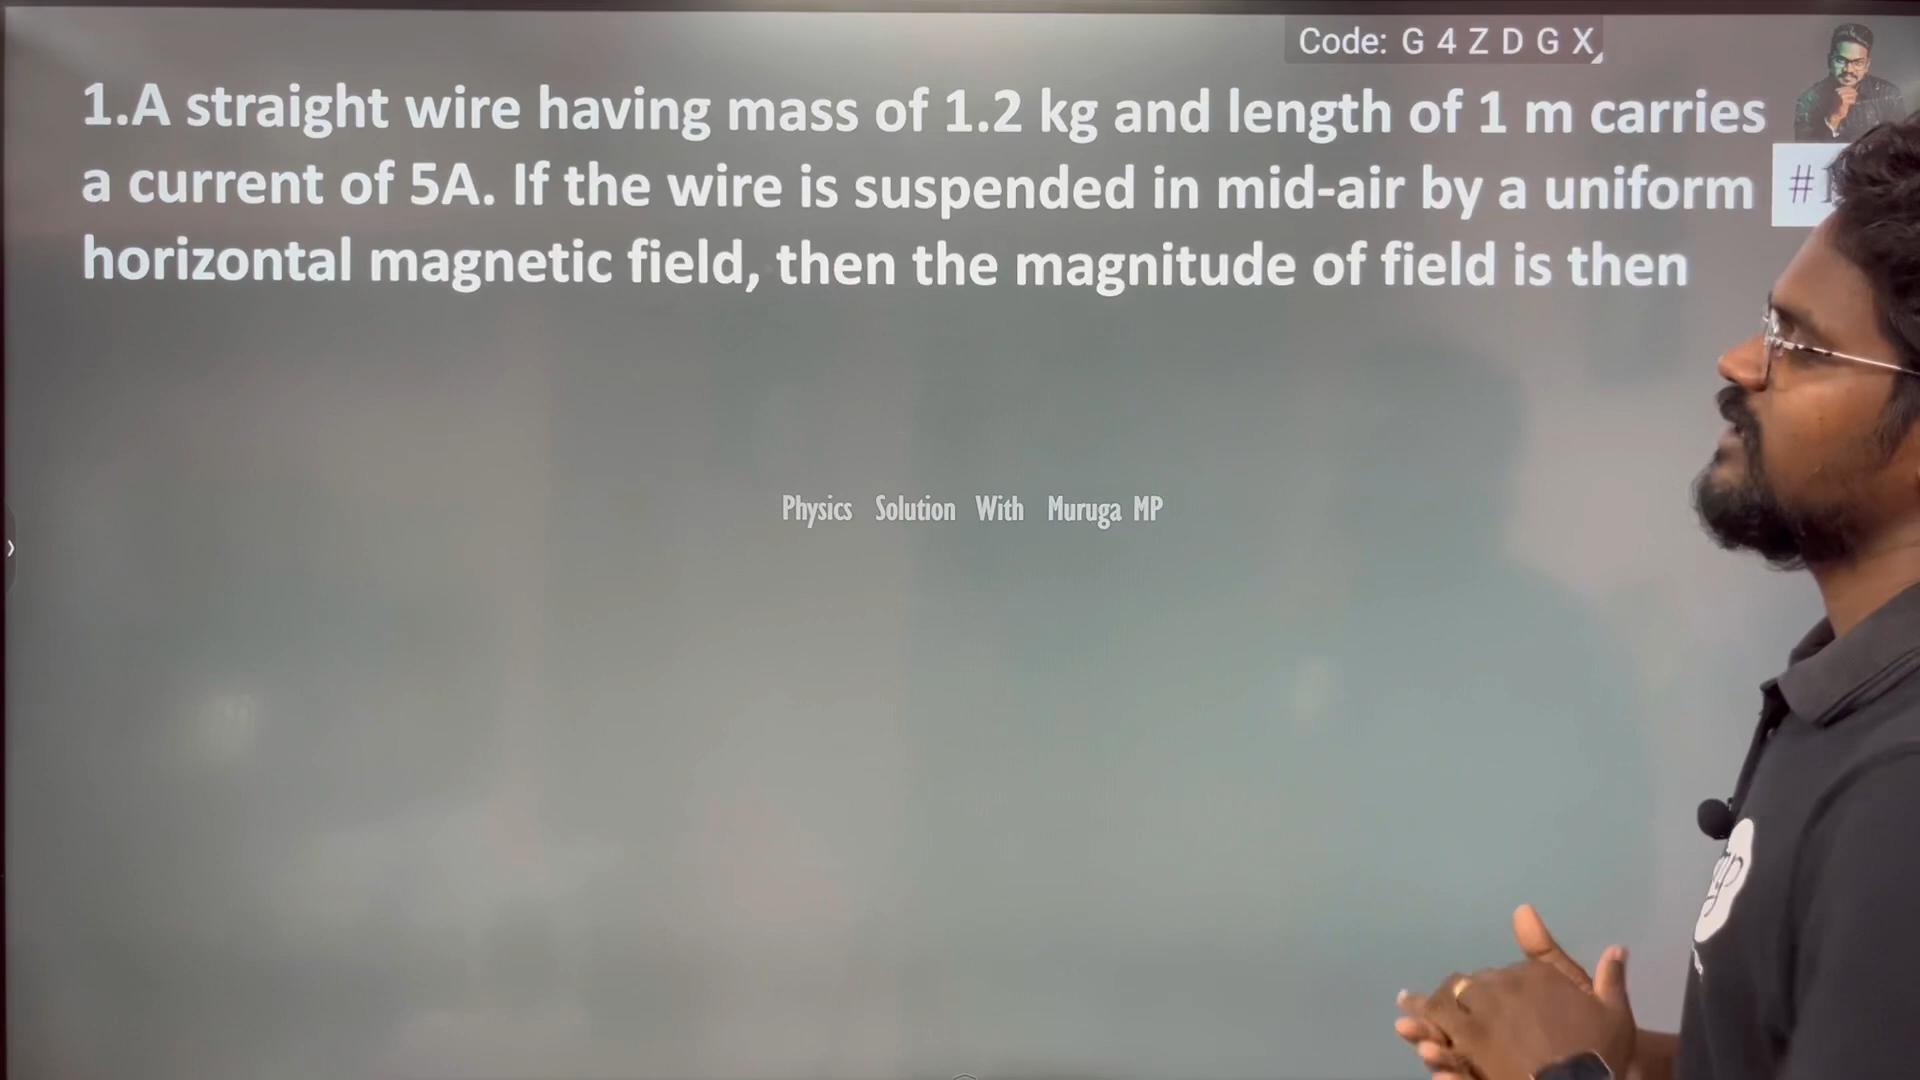 Code: G 4 Z D G X
1.A straight wire having mass of 1.2 kg and length of 1 m carries
a current of 5A. If the wire is suspended in mid-air by a uniform
horizontal magnetic field, then the magnitude of field is then
Physics Solution With Muruga MP